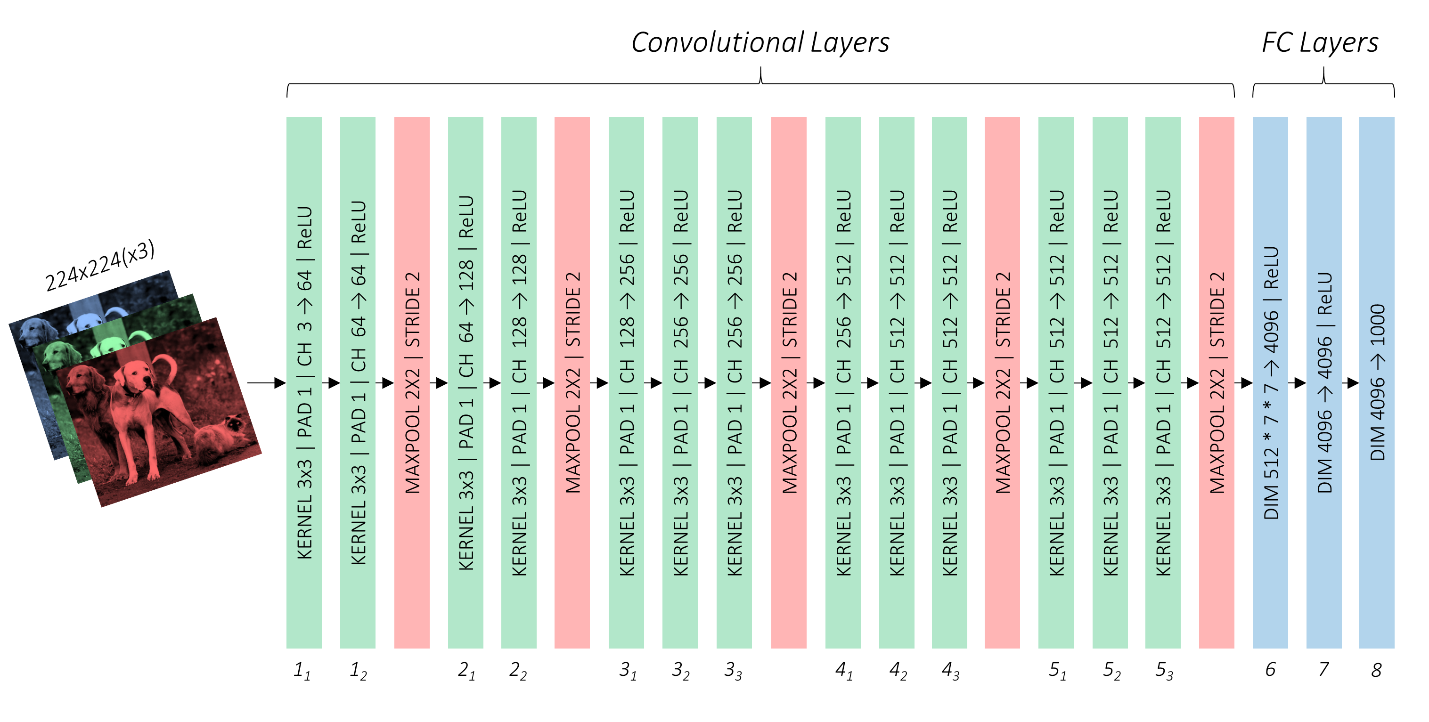 Convolutional Layers
FC Layers
224x224(x3)
KERNEL 3x3 | PAD 1 | CH 3 → 64 | ReLU
KERNEL 3x3 | PAD 1 | CH 64 → 64 | ReLU
MAXPOOL 2X2 | STRIDE 2
KERNEL 3x3 | PAD 1 | CH 64 → 128 | ReLU
KERNEL 3x3 | PAD 1 | CH 128 → 128 | ReLU
MAXPOOL 2X2 | STRIDE 2
KERNEL 3x3 | PAD 1 | CH 128 → 256 | ReLU
KERNEL 3x3 | PAD 1 | CH 256 → 256 | ReLU
KERNEL 3x3 | PAD 1 | CH 256 → 256 | ReLU
MAXPOOL 2X2 | STRIDE 2
KERNEL 3x3 | PAD 1 | CH 256 → 512 | ReLU
KERNEL 3x3 | PAD 1 | CH 512 → 512 | ReLU
KERNEL 3x3 | PAD 1 | CH 512 → 512 | ReLU
MAXPOOL 2X2 | STRIDE 2
KERNEL 3x3 | PAD 1 | CH 512 → 512 | ReLU
KERNEL 3x3 | PAD 1 | CH 512 → 512 | ReLU
KERNEL 3x3 | PAD 1 | CH 512 → 512 | ReLU
MAXPOOL 2X2 | STRIDE 2
DIM 512 * 7 * 7 → 4096 | ReLU
DIM 4096 → 4096 | ReLU
DIM 4096 → 1000
1₁ 1₂ 2₁ 2₂ 3₁ 3₂ 3₃ 4₁ 4₂ 4₃ 5₁ 5₂ 5₃ 6 7 8